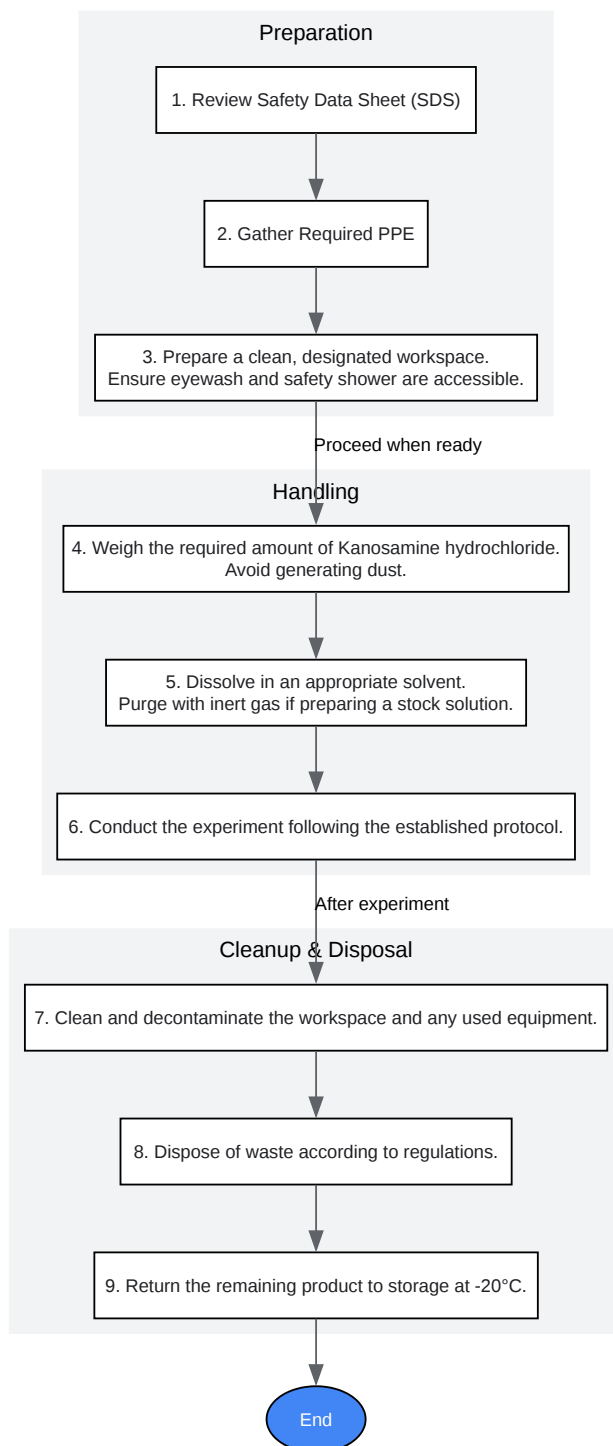 Preparation
1. Review Safety Data Sheet (SDS)
2. Gather Required PPE
3. Prepare a clean, designated workspace.
Ensure eyewash and safety shower are accessible.
Proceed when ready
Handling
4. Weigh the required amount of Kanosamine hydrochloride.
Avoid generating dust.
5. Dissolve in an appropriate solvent.
Purge with inert gas if preparing a stock solution.
6. Conduct the experiment following the established protocol.
After experiment
Cleanup & Disposal
7. Clean and decontaminate the workspace and any used equipment.
8. Dispose of waste according to regulations.
9. Return the remaining product to storage at -20°C.
End